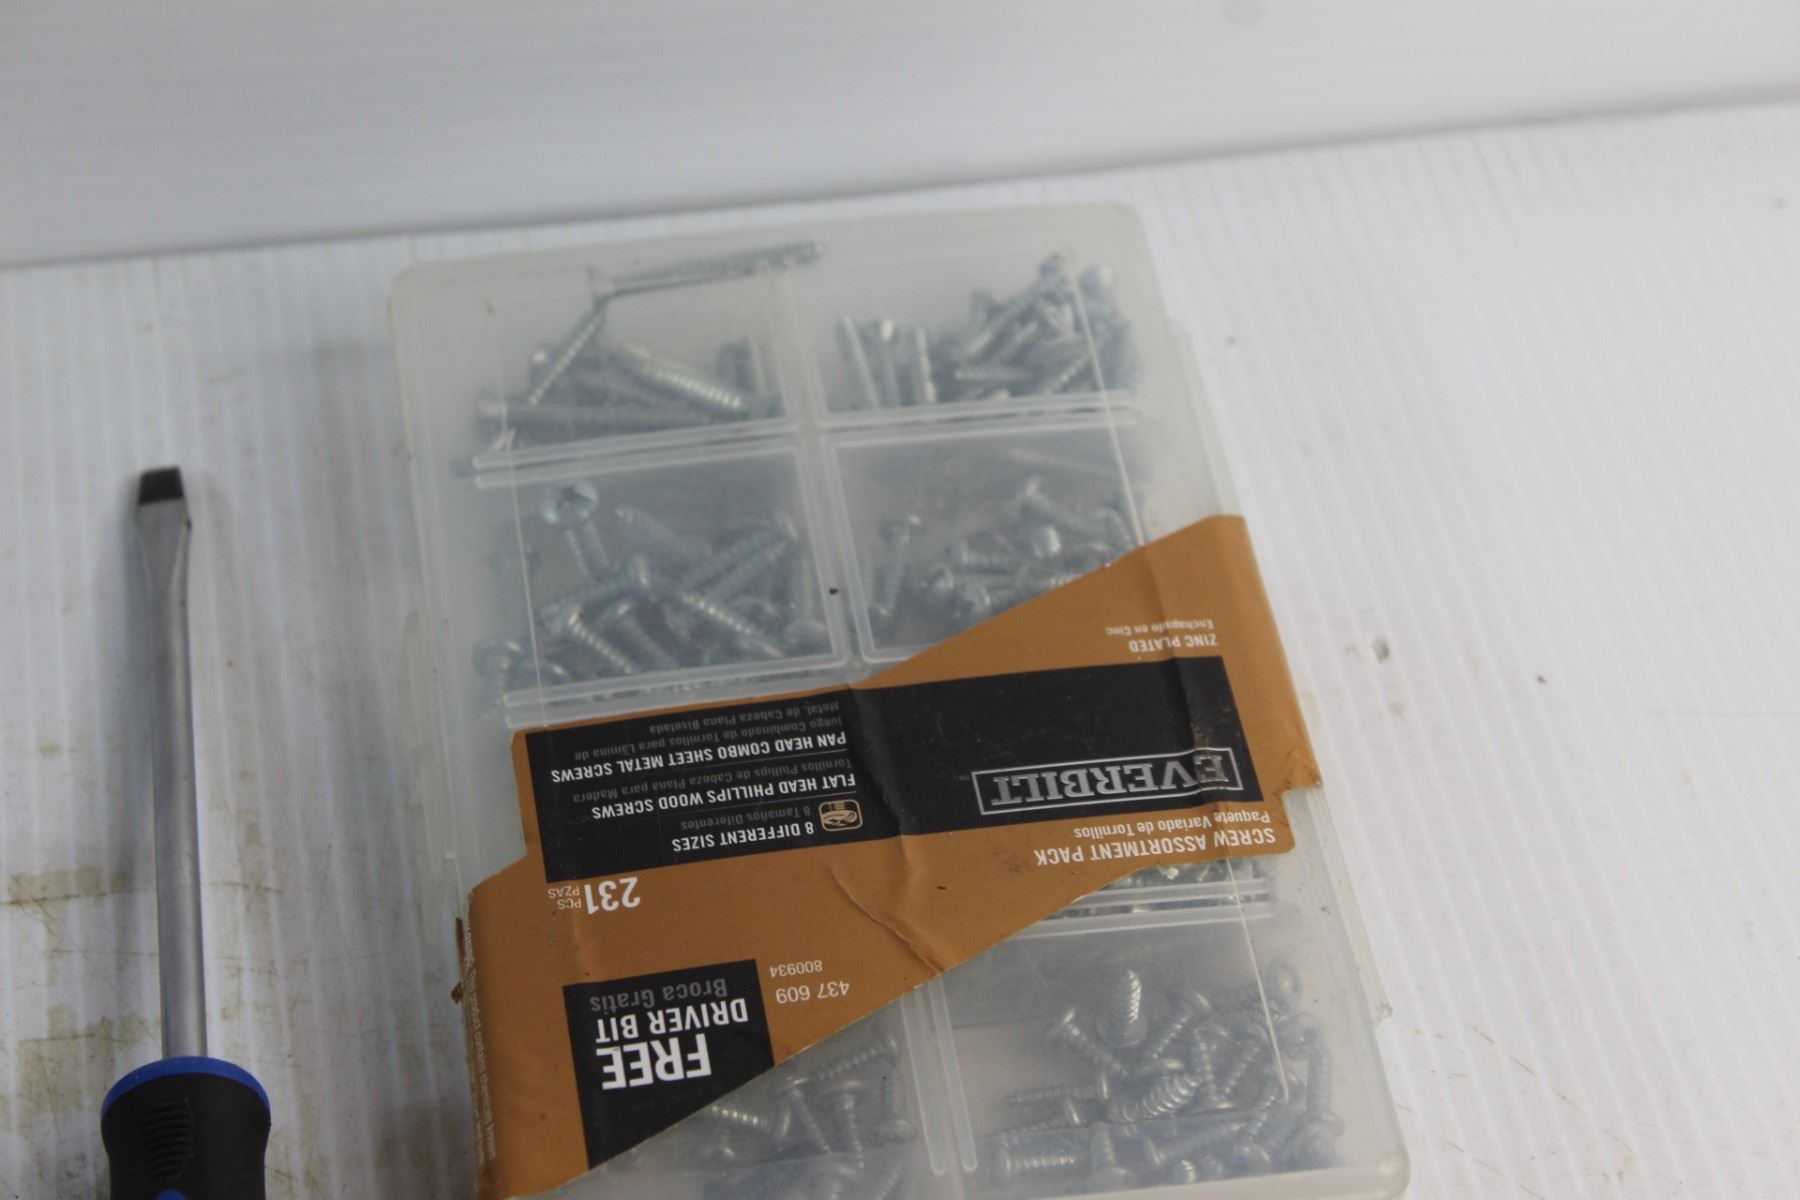 FREE
DRIVER BIT
Broca Gratis
437 609
800934
231 PCS
PZAS
SCREW ASSORTMENT PACK
Paquete Variado de Tornillos
EVERBILT™
8 DIFFERENT SIZES
8 Tamaños Diferentes
FLAT HEAD PHILLIPS WOOD SCREWS
Tornillos Phillips de Cabeza Plana para Madera
PAN HEAD COMBO SHEET METAL SCREWS
Juego Combinado de Tornillos para Lámina de
Metal, de Cabeza Plana Biselada
ZINC PLATED
Enchapado en Cinc